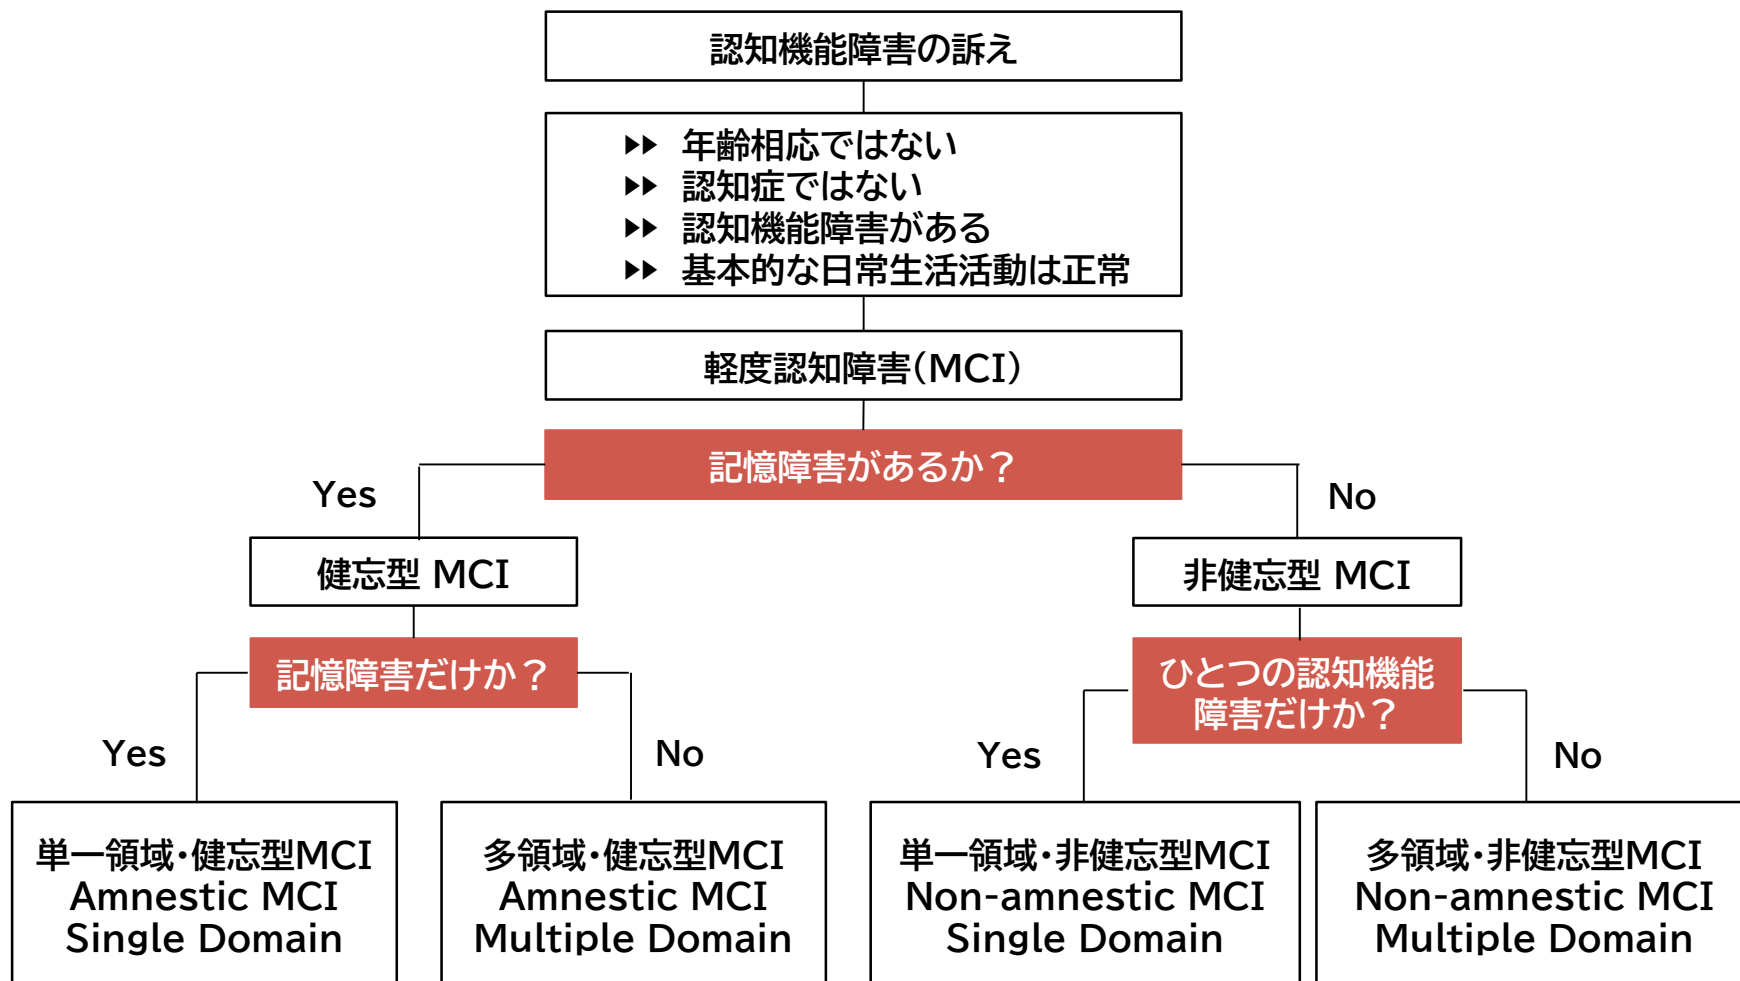 認知機能障害の訴え
▶▶ 年齢相応ではない
▶▶ 認知症ではない
▶▶ 認知機能障害がある
▶▶ 基本的な日常生活活動は正常
軽度認知障害(MCI)
記憶障害があるか？
Yes
No
健忘型 MCI
非健忘型 MCI
記憶障害だけか？
ひとつの認知機能
障害だけか？
Yes
No
Yes
No
単一領域・健忘型MCI
Amnestic MCI
Single Domain
多領域・健忘型MCI
Amnestic MCI
Multiple Domain
単一領域・非健忘型MCI
Non-amnestic MCI
Single Domain
多領域・非健忘型MCI
Non-amnestic MCI
Multiple Domain